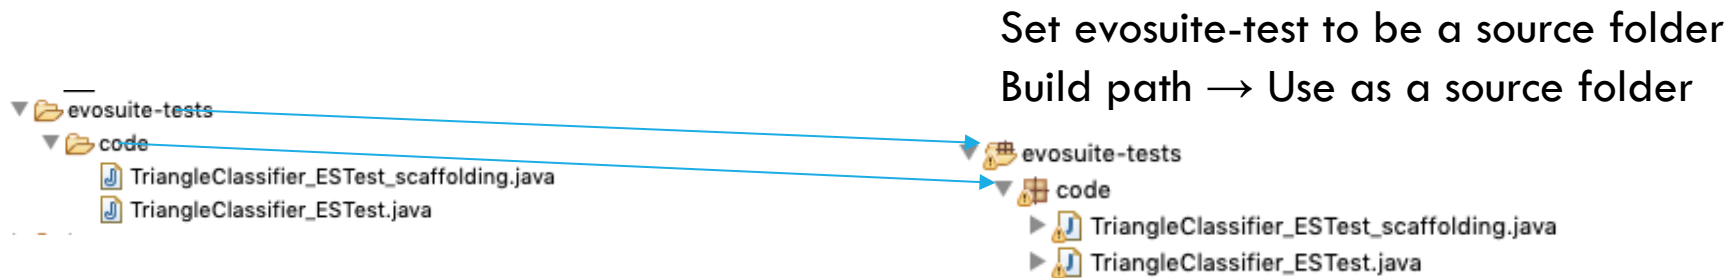 Set evosuite-test to be a source folder
Build path → Use as a source folder
evosuite-tests
code
TriangleClassifier_ESTest_scaffolding.java
TriangleClassifier_ESTest.java
evosuite-tests
code
TriangleClassifier_ESTest_scaffolding.java
TriangleClassifier_ESTest.java